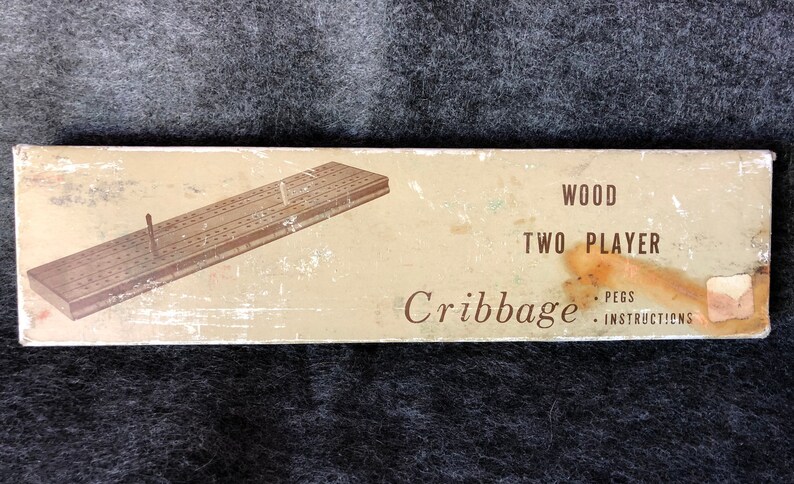 WOOD
TWO PLAYER
Cribbage
• PEGS
• INSTRUCTIONS